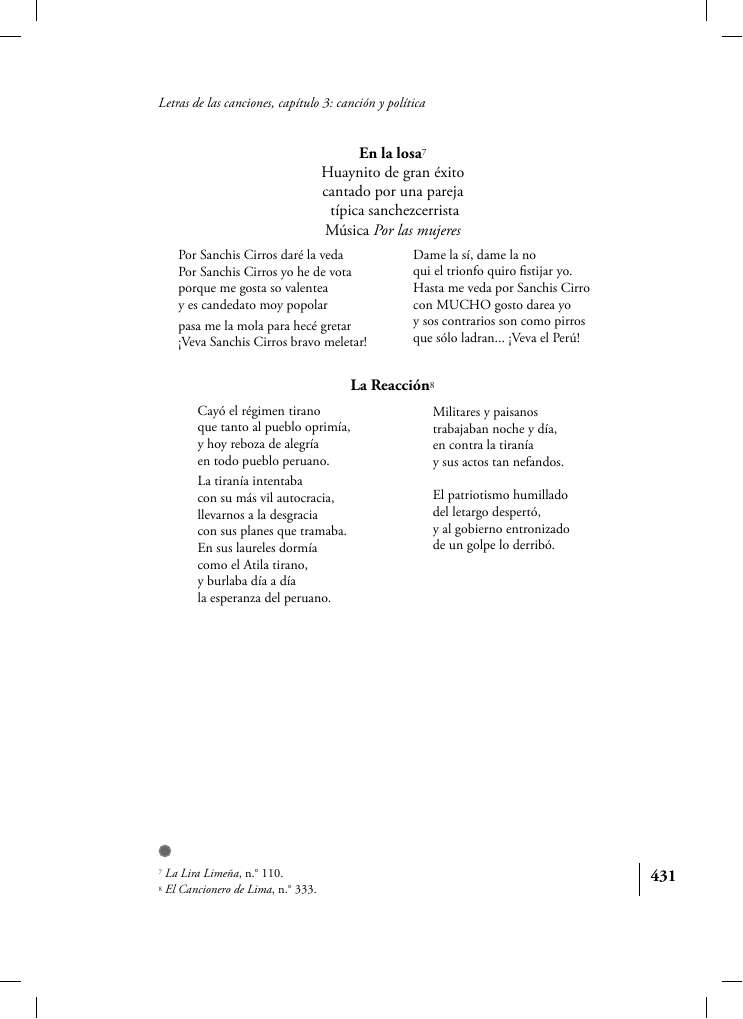 Letras de las canciones, capítulo 3: canción y política
En la losa7
Huaynito de gran éxito
cantado por una pareja
típica sanchezcerrista
Música Por las mujeres
Por Sanchis Cirros daré la veda
Por Sanchis Cirros yo he de vota
porque me gosta so valentea
y es candedato moy popolar
pasa me la mola para hecé gretar
¡Veva Sanchis Cirros bravo meletar!
Dame la sí, dame la no
qui el trionfo quiro fistijar yo.
Hasta me veda por Sanchis Cirro
con MUCHO gosto darea yo
y sos contrarios son como pirros
que sólo ladran... ¡Veva el Perú!
La Reacción8
Cayó el régimen tirano
que tanto al pueblo oprimía,
y hoy reboza de alegría
en todo pueblo peruano.
La tiranía intentaba
con su más vil autocracia,
llevarnos a la desgracia
con sus planes que tramaba.
En sus laureles dormía
como el Atila tirano,
y burlaba día a día
la esperanza del peruano.
Militares y paisanos
trabajaban noche y día,
en contra la tiranía
y sus actos tan nefandos.
El patriotismo humillado
del letargo despertó,
y al gobierno entronizado
de un golpe lo derribó.
7 La Lira Limeña, n.° 110.
8 El Cancionero de Lima, n.° 333.
431